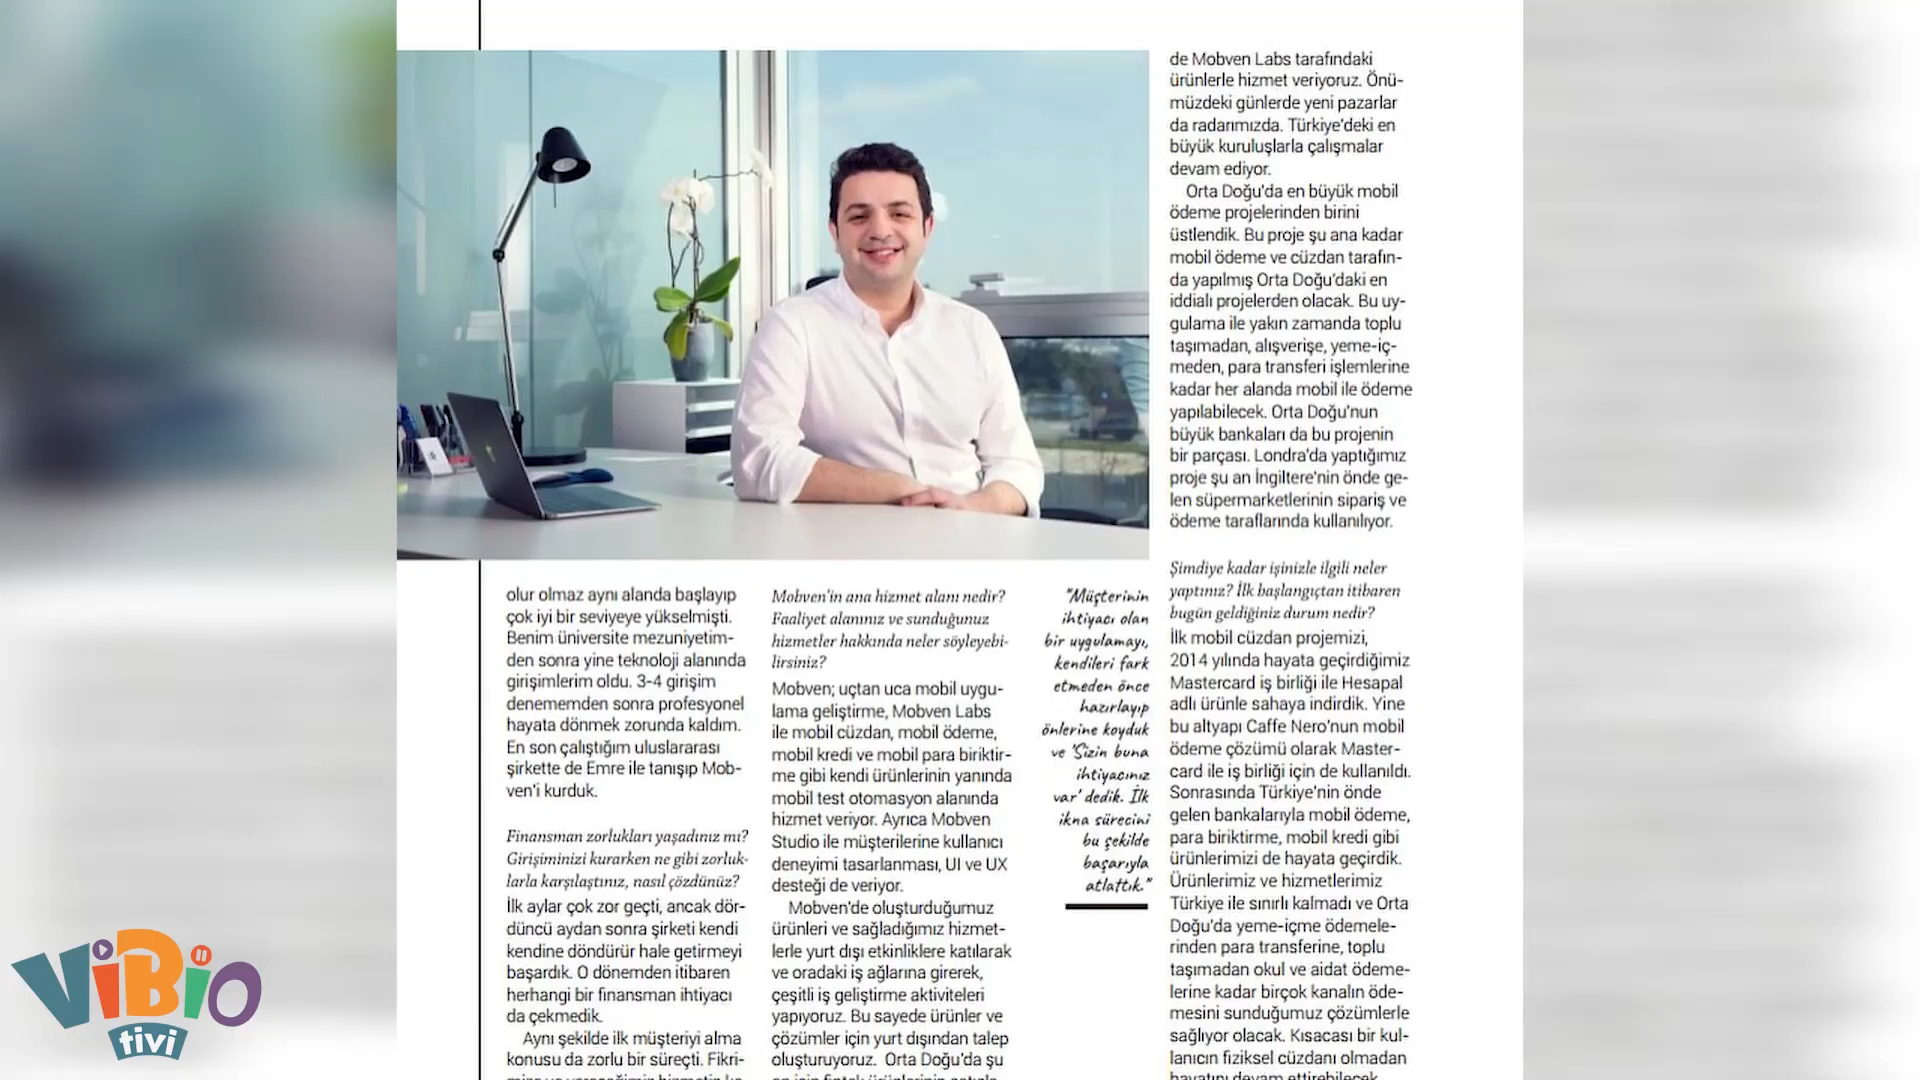 olur olmaz aynı alanda başlayıp
çok iyi bir seviyeye yükselmişti.
Benim üniversite mezuniyetim-
den sonra yine teknoloji alanında
girişimlerim oldu. 3-4 girişim
denememden sonra profesyonel
hayata dönmek zorunda kaldım.
En son çalıştığım uluslararası
şirkette de Emre ile tanışıp Mob-
ven'i kurduk.
Finansman zorlukları yaşadınız mı?
Girişiminizi kurarken ne gibi zorluk-
larla karşılaştınız, nasıl çözdünüz?
İlk aylar çok zor geçti, ancak dör-
düncü aydan sonra şirketi kendi
kendine döndürür hale getirmeyi
başardık. O dönemden itibaren
herhangi bir finansman ihtiyacı
da çekmedik.
Aynı şekilde ilk müşteriyi alma
konusu da zorlu bir süreçti. Fikri-
Mobven'in ana hizmet alanı nedir?
Faaliyet alanınız ve sunduğunuz
hizmetler hakkında neler söyleyebi-
lirsiniz?
Mobven; uçtan uca mobil uygu-
lama geliştirme, Mobven Labs
ile mobil cüzdan, mobil ödeme,
mobil kredi ve mobil para biriktir-
me gibi kendi ürünlerinin yanında
mobil test otomasyon alanında
hizmet veriyor. Ayrıca Mobven
Studio ile müşterilerine kullanıcı
deneyimi tasarlanması, UI ve UX
desteği de veriyor.
Mobven'de oluşturduğumuz
ürünleri ve sağladığımız hizmet-
lerle yurt dışı etkinliklere katılarak
ve oradaki iş ağlarına girerek,
çeşitli iş geliştirme aktiviteleri
yapıyoruz. Bu sayede ürünler ve
çözümler için yurt dışından talep
oluşturuyoruz. Orta Doğu'da şu
an için fintek ürünlerinin
"Müşterinin
ihtiyacı olan
bir uygulamayı,
kendileri fark
etmeden önce
hazırlayıp
önlerine koyduk
ve 'Sizin buna
ihtiyacınız
var' dedik. İlk
ikna sürecini
bu şekilde
başarıyla
atlattık."
de Mobven Labs tarafındaki
ürünlerle hizmet veriyoruz. Önü-
müzdeki günlerde yeni pazarlar
da radarımızda. Türkiye'deki en
büyük kuruluşlarla çalışmalar
devam ediyor.
Orta Doğu'da en büyük mobil
ödeme projelerinden birini
üstlendik. Bu proje şu ana kadar
mobil ödeme ve cüzdan tarafın-
da yapılmış Orta Doğu'daki en
iddialı projelerden olacak. Bu uy-
gulama ile yakın zamanda toplu
taşımadan, alışverişe, yeme-iç-
meden, para transferi işlemlerine
kadar her alanda mobil ile ödeme
yapılabilecek. Orta Doğu'nun
büyük bankaları da bu projenin
bir parçası. Londra'da yaptığımız
proje şu an İngiltere'nin önde ge-
len süpermarketlerinin sipariş ve
ödeme taraflarında kullanılıyor.
Şimdiye kadar işinizle ilgili neler
yaptınız? İlk başlangıçtan itibaren
bugün geldiğiniz durum nedir?
İlk mobil cüzdan projemizi,
2014 yılında hayata geçirdiğimiz
Mastercard iş birliği ile Hesapal
adlı ürünle sahaya indirdik. Yine
bu altyapı Caffe Nero'nun mobil
ödeme çözümü olarak Master-
card ile iş birliği için de kullanıldı.
Sonrasında Türkiye'nin önde
gelen bankalarıyla mobil ödeme,
para biriktirme, mobil kredi gibi
ürünlerimizi de hayata geçirdik.
Ürünlerimiz ve hizmetlerimiz
Türkiye ile sınırlı kalmadı ve Orta
Doğu'da yeme-içme ödemele-
rinden para transferine, toplu
taşımadan okul ve aidat ödeme-
lerine kadar birçok kanalın öde-
mesini sunduğumuz çözümlerle
sağlıyor olacak. Kısacası bir kul-
lanıcın fiziksel cüzdanı olmadan
hayatını devam ettirebilecek
ViBiO
tivi